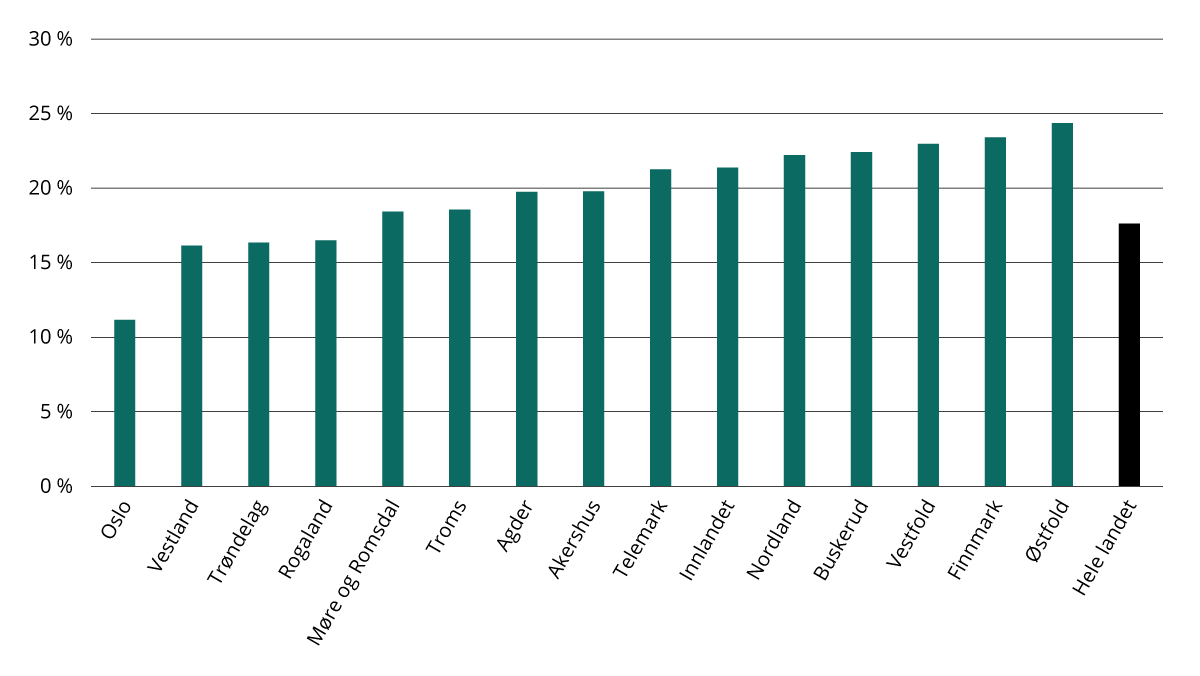 30 %
25 %
20 %
15 %
10 %
5 %
0 %
Oslo
Vestland
Trøndelag
Rogaland
Møre og Romsdal
Troms
Agder
Akershus
Telemark
Innlandet
Nordland
Buskerud
Vestfold
Finnmark
Østfold
Hele landet